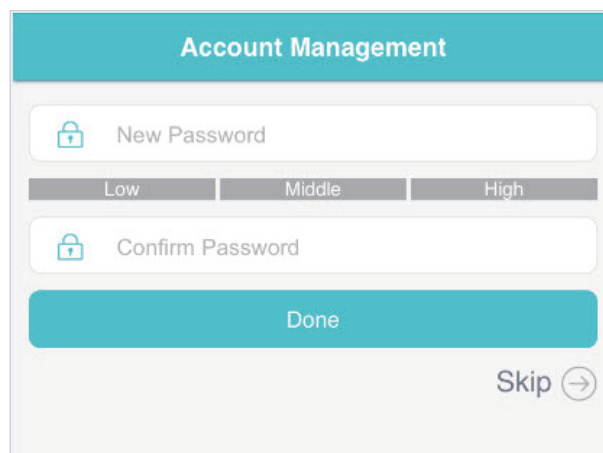 Account Management
New Password
Low Middle High
Confirm Password
Done
Skip